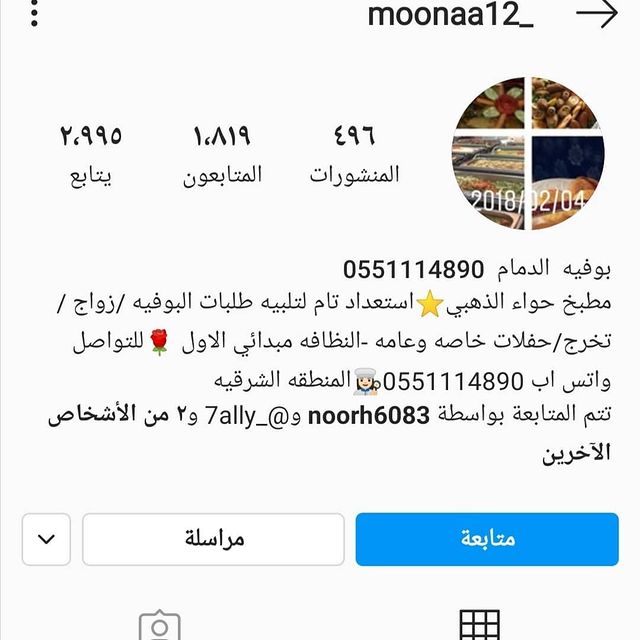 moonaa12_
٤٩٦
المنشورات
١،٨١٩
المتابعون
٢،٩٩٥
يتابع
2018/02/04
بوفيه الدمام 0551114890
مطبخ حواء الذهبي⭐استعداد تام لتلبيه طلبات البوفيه /زواج /
تخرج/حفلات خاصه وعامه -النظافه مبدائي الاول 🌹للتواصل
واتس اب 0551114890👩🏻‍🍳المنطقه الشرقيه
تتم المتابعة بواسطة noorh6083 و@_7ally و٢ من الأشخاص
الآخرين
متابعة
مراسلة